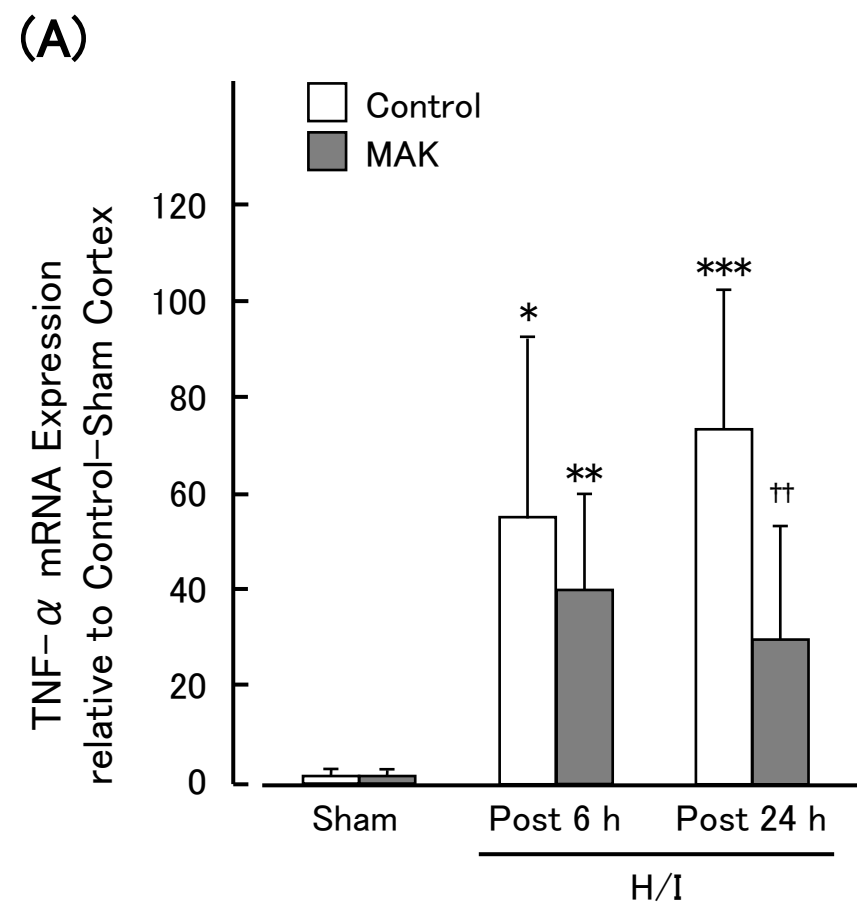 (A)
Control
MAK
TNF-α mRNA Expression
relative to Control-Sham Cortex
120
100
80
60
40
20
0
*
**
***
††
Sham
Post 6 h
Post 24 h
H/I